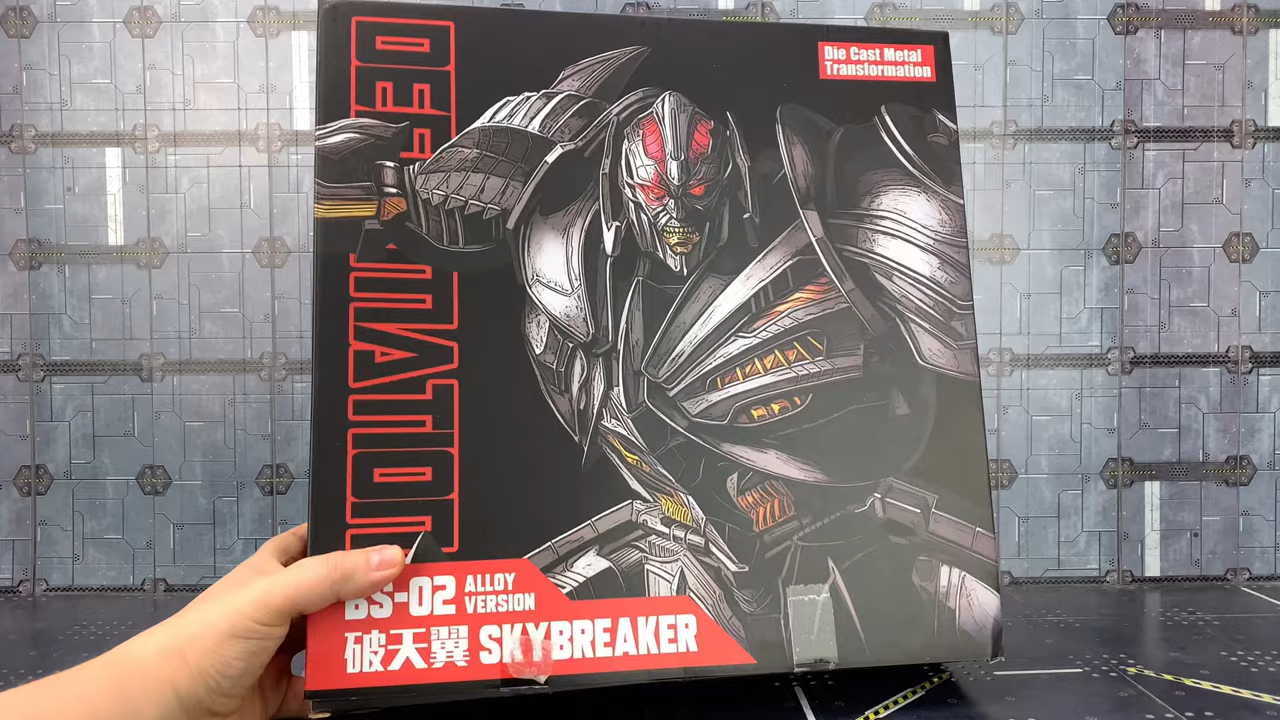 Die Cast Metal
Transformation
BS-02 ALLOY
VERSION
破天翼 SKYBREAKER